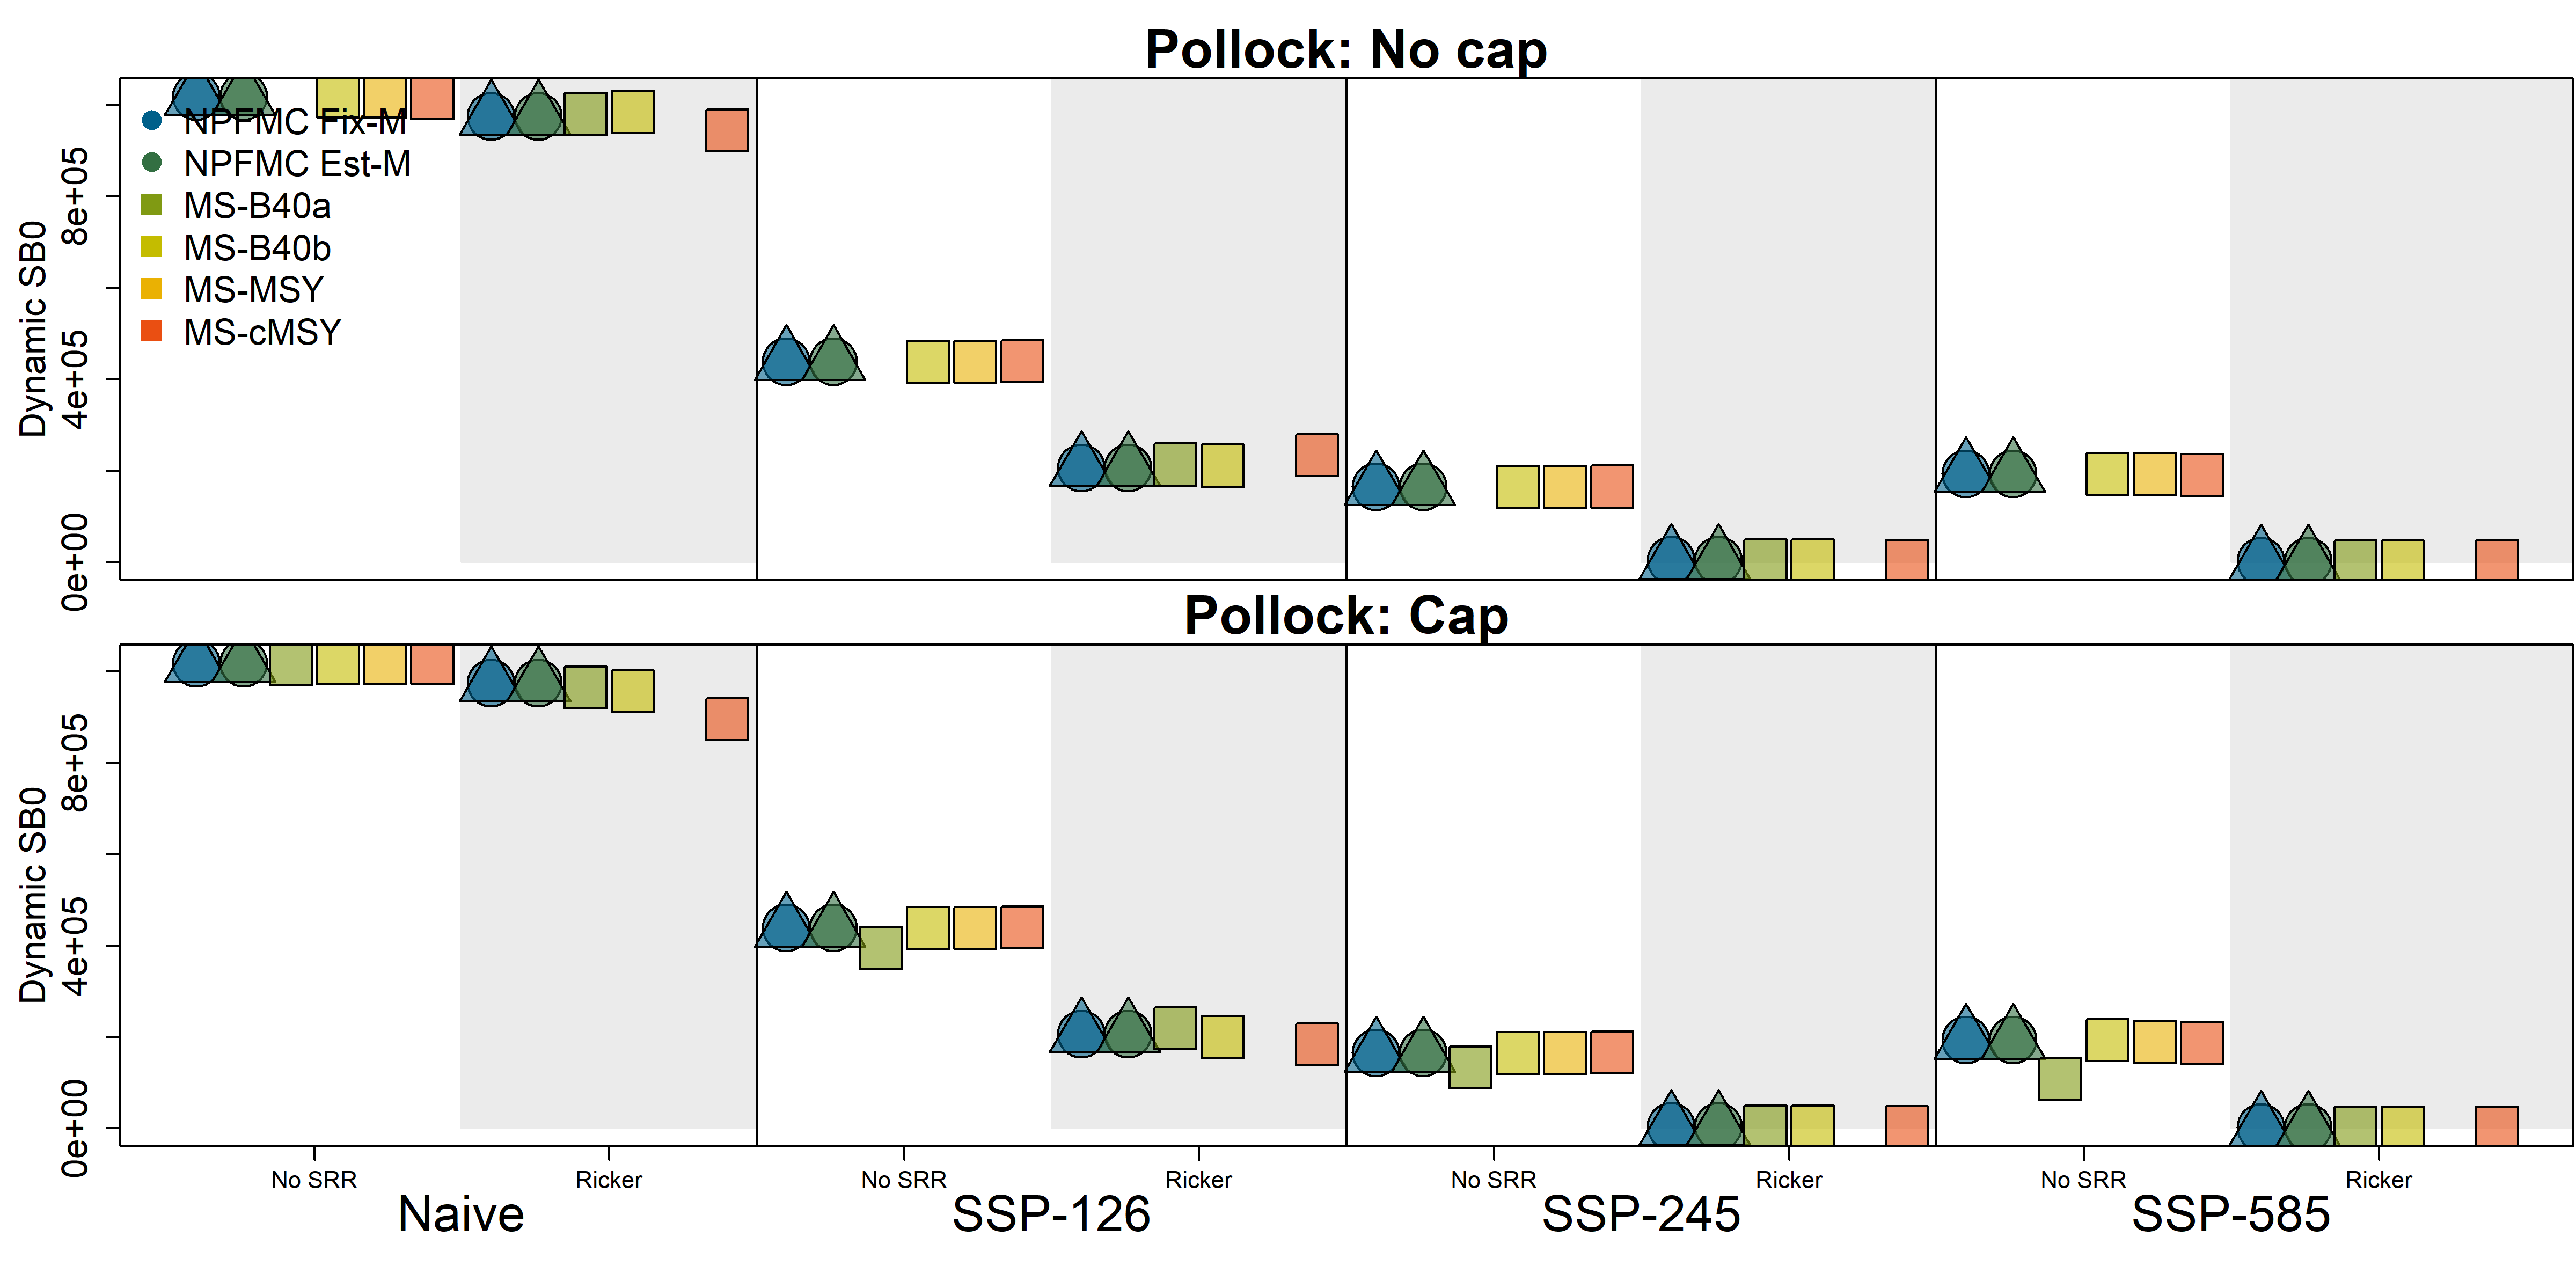 Pollock: No cap
Dynamic SB0
8e+05
4e+05
0e+00
NPFMC Fix-M
NPFMC Est-M
MS-B40a
MS-B40b
MS-MSY
MS-cMSY
Pollock: Cap
Dynamic SB0
8e+05
4e+05
0e+00
No SRR Ricker No SRR Ricker No SRR Ricker No SRR Ricker
Naive SSP-126 SSP-245 SSP-585